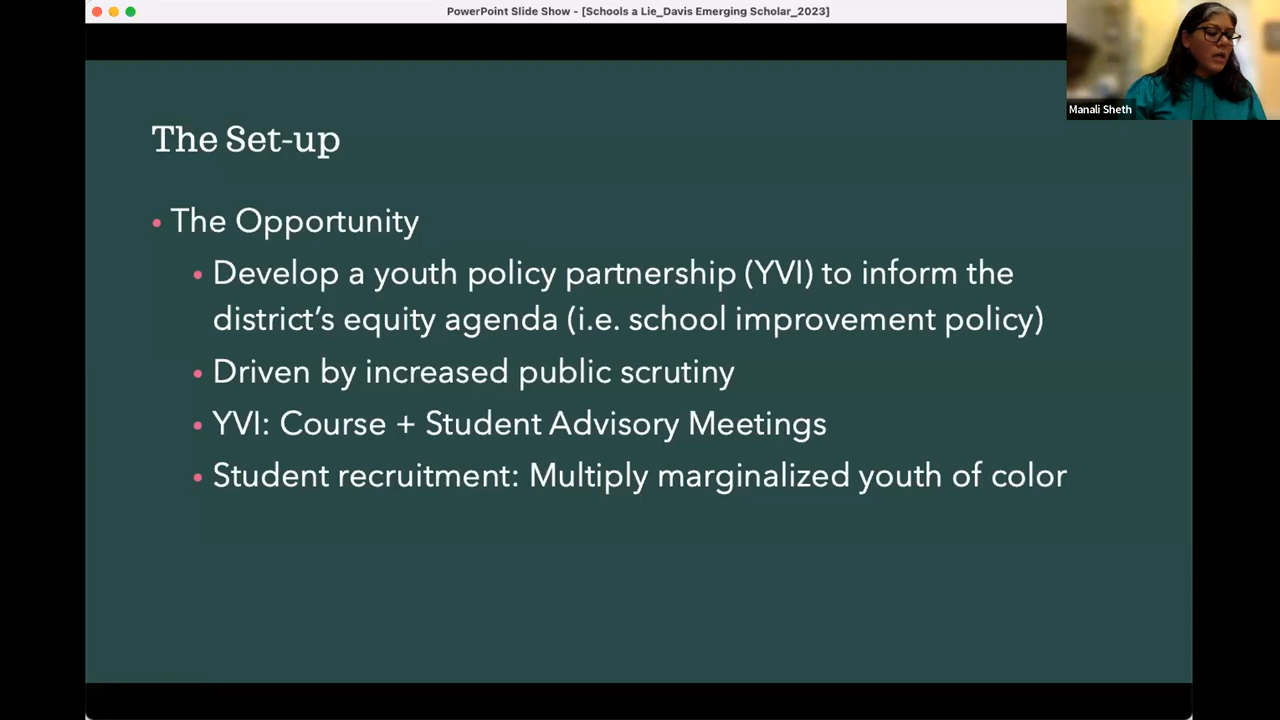 PowerPoint Slide Show - [Schools a Lie_Davis Emerging Scholar_2023]
Manali Sheth
The Set-up
• The Opportunity
• Develop a youth policy partnership (YVI) to inform the
district’s equity agenda (i.e. school improvement policy)
• Driven by increased public scrutiny
• YVI: Course + Student Advisory Meetings
• Student recruitment: Multiply marginalized youth of color